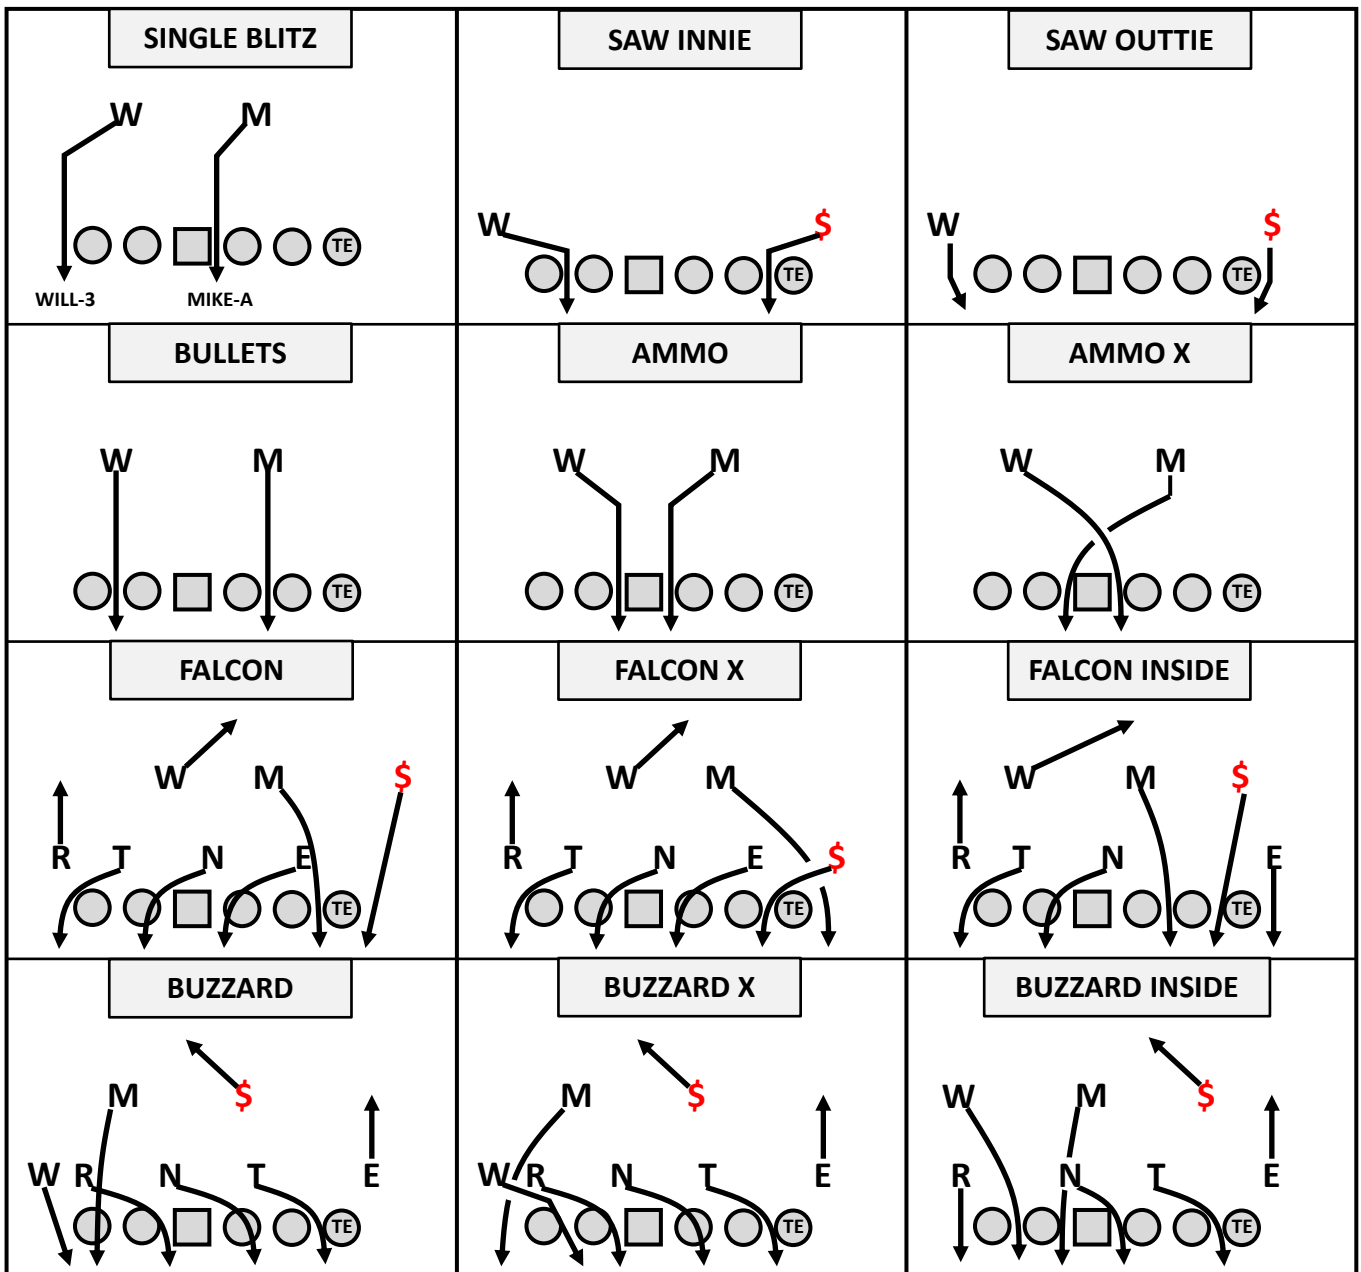 SINGLE BLITZ
W M
TE
WILL-3 MIKE-A
SAW INNIE
W $
TE
SAW OUTTIE
W $
TE
BULLETS
W M
TE
AMMO
W M
TE
AMMO X
W M
TE
FALCON
W M $
R T N E
TE
FALCON X
W M
R T N E $
TE
FALCON INSIDE
W M $
R T N E
TE
BUZZARD
M $
W R N T E
TE
BUZZARD X
M $
W R N T E
TE
BUZZARD INSIDE
W M $
R N T E
TE